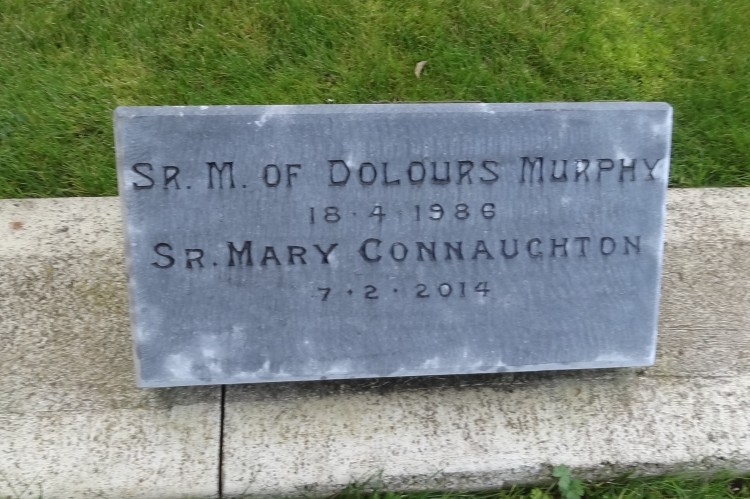 Sr. M. of Dolours Murphy
18 · 4 1986
Sr. Mary Connaughton
7 · 2 · 2014